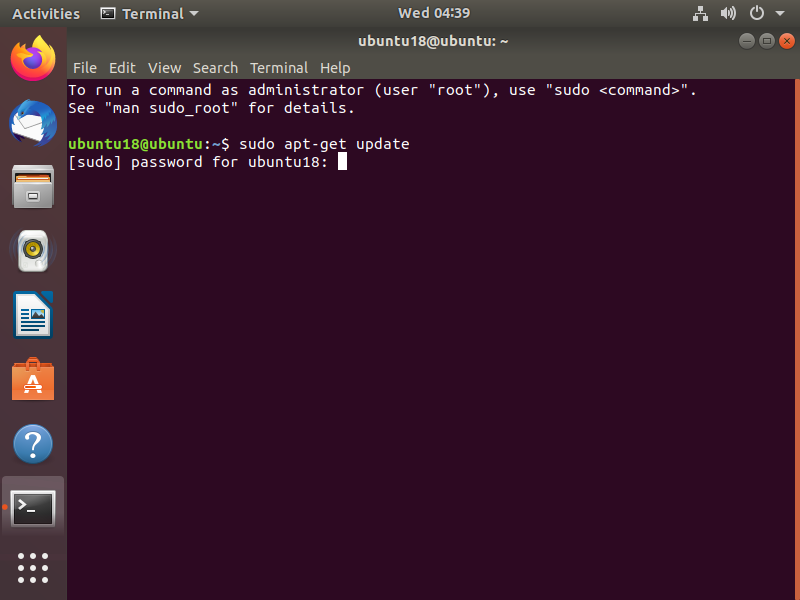 Activities Terminal Wed 04:39
ubuntu18@ubuntu: ~
File Edit View Search Terminal Help
To run a command as administrator (user "root"), use "sudo <command>".
See "man sudo_root" for details.
ubuntu18@ubuntu:~$ sudo apt-get update
[sudo] password for ubuntu18: